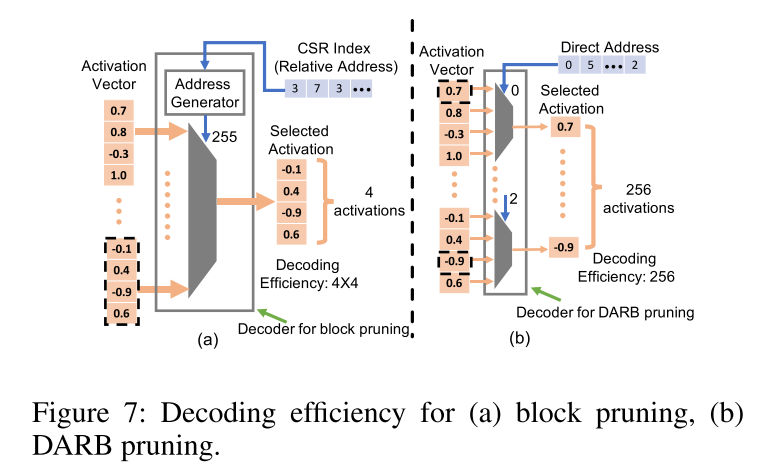 CSR Index
(Relative Address)
3 7 3 •••
Activation
Vector
Address
Generator
0.7
0.8
-0.3
1.0
255
Selected
Activation
-0.1
0.4
-0.9
0.6
4
activations
-0.1
0.4
-0.9
0.6
Decoding
Efficiency: 4X4
Decoder for block pruning
(a)
Direct Address
0 5 ••• 2
Activation
Vector
0.7
0.8
-0.3
1.0
0
Selected
Activation
0.7
256
activations
2
-0.1
0.4
-0.9
0.6
-0.9
Decoding
Efficiency: 256
Decoder for DARB pruning
(b)
Figure 7: Decoding efficiency for (a) block pruning, (b)
DARB pruning.